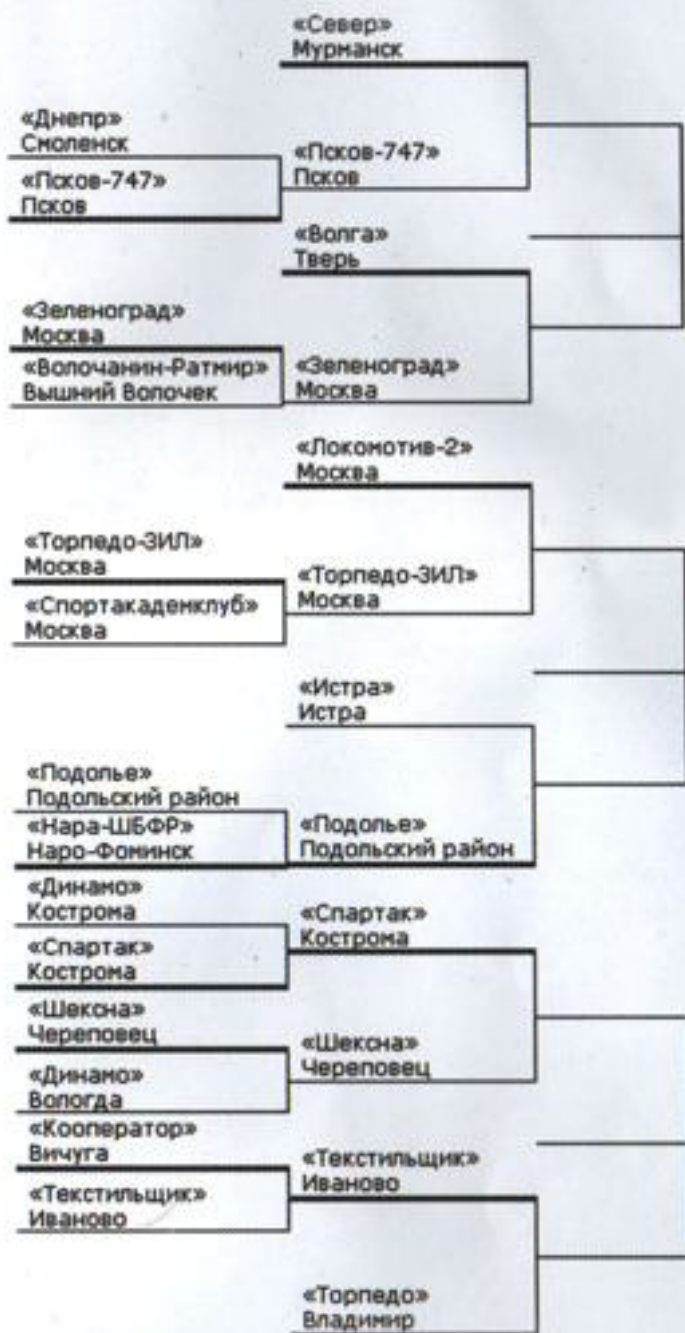 «Север»
Мурманск
«Днепр»
Смоленск
«Псков-747»
Псков
«Псков-747»
Псков
«Волга»
Тверь
«Зеленоград»
Москва
«Волочанин-Ратмир»
Вышний Волочек
«Зеленоград»
Москва
«Локомотив-2»
Москва
«Торпедо-ЗИЛ»
Москва
«Торпедо-ЗИЛ»
Москва
«Спортакадемклуб»
Москва
«Истра»
Истра
«Подолье»
Подольский район
«Нара-ШБФР»
Наро-Фоминск
«Подолье»
Подольский район
«Динамо»
Кострома
«Спартак»
Кострома
«Спартак»
Кострома
«Шексна»
Череповец
«Шексна»
Череповец
«Динамо»
Вологда
«Кооператор»
Вичуга
«Текстильщик»
Иваново
«Текстильщик»
Иваново
«Торпедо»
Владимир